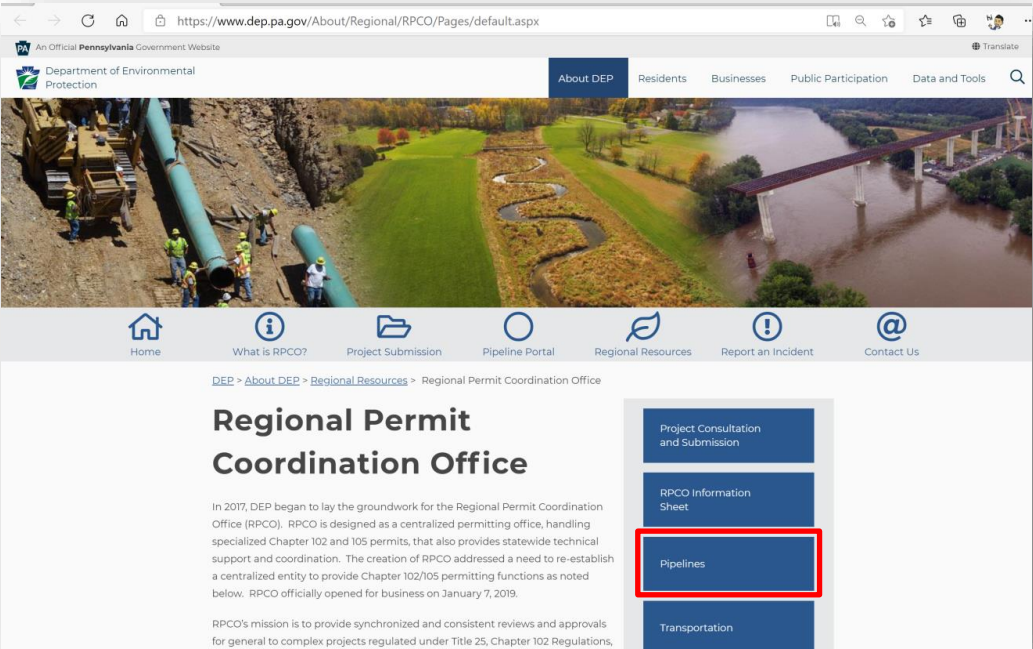 https://www.dep.pa.gov/About/Regional/RPCO/Pages/default.aspx
PA An Official Pennsylvania Government Website
Translate
Department of Environmental
Protection
About DEP
Residents
Businesses
Public Participation
Data and Tools
Home
What is RPCO?
Project Submission
Pipeline Portal
Regional Resources
Report an Incident
Contact Us
DEP > About DEP > Regional Resources > Regional Permit Coordination Office
Regional Permit
Coordination Office
In 2017, DEP began to lay the groundwork for the Regional Permit Coordination
Office (RPCO). RPCO is designed as a centralized permitting office, handling
specialized Chapter 102 and 105 permits, that also provides statewide technical
support and coordination. The creation of RPCO addressed a need to re-establish
a centralized entity to provide Chapter 102/105 permitting functions as noted
below. RPCO officially opened for business on January 7, 2019.
RPCO's mission is to provide synchronized and consistent reviews and approvals
for general to complex projects regulated under Title 25, Chapter 102 Regulations,
Project Consultation
and Submission
RPCO Information
Sheet
Pipelines
Transportation